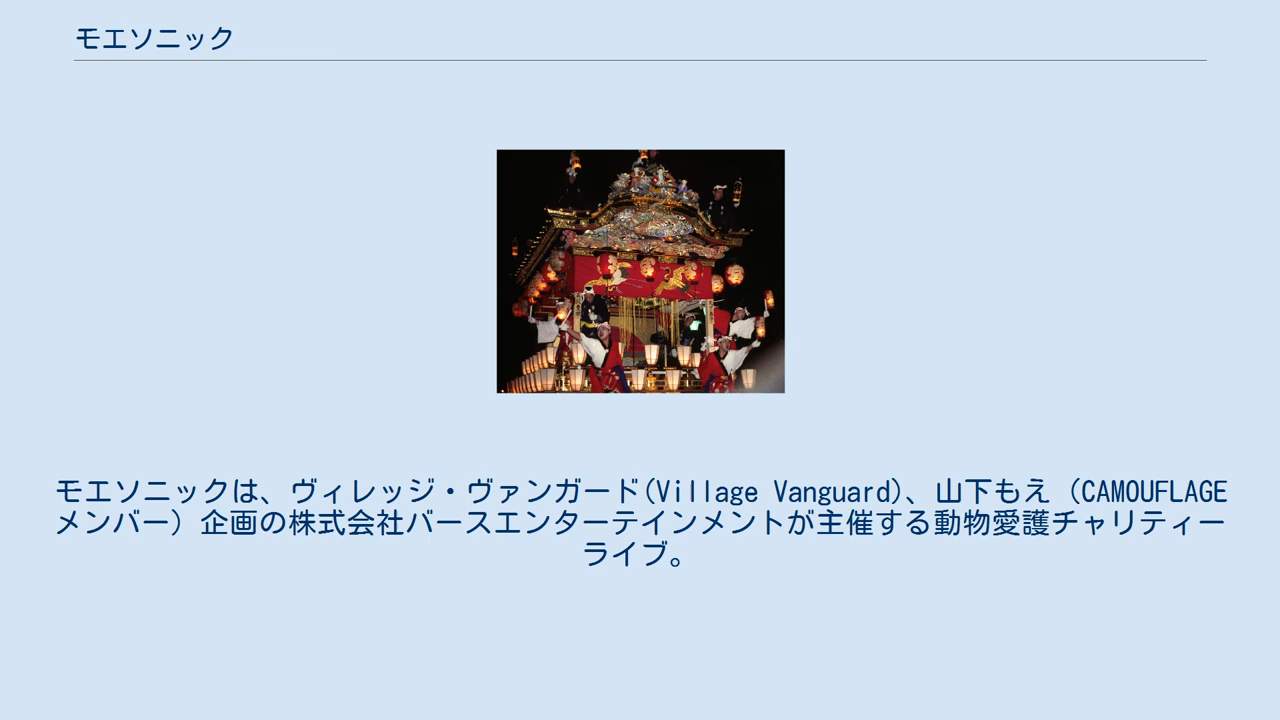 モエソニック
モエソニックは、ヴィレッジ・ヴァンガード(Village Vanguard)、山下もえ（CAMOUFLAGE
メンバー）企画の株式会社バースエンターテインメントが主催する動物愛護チャリティー
ライブ。